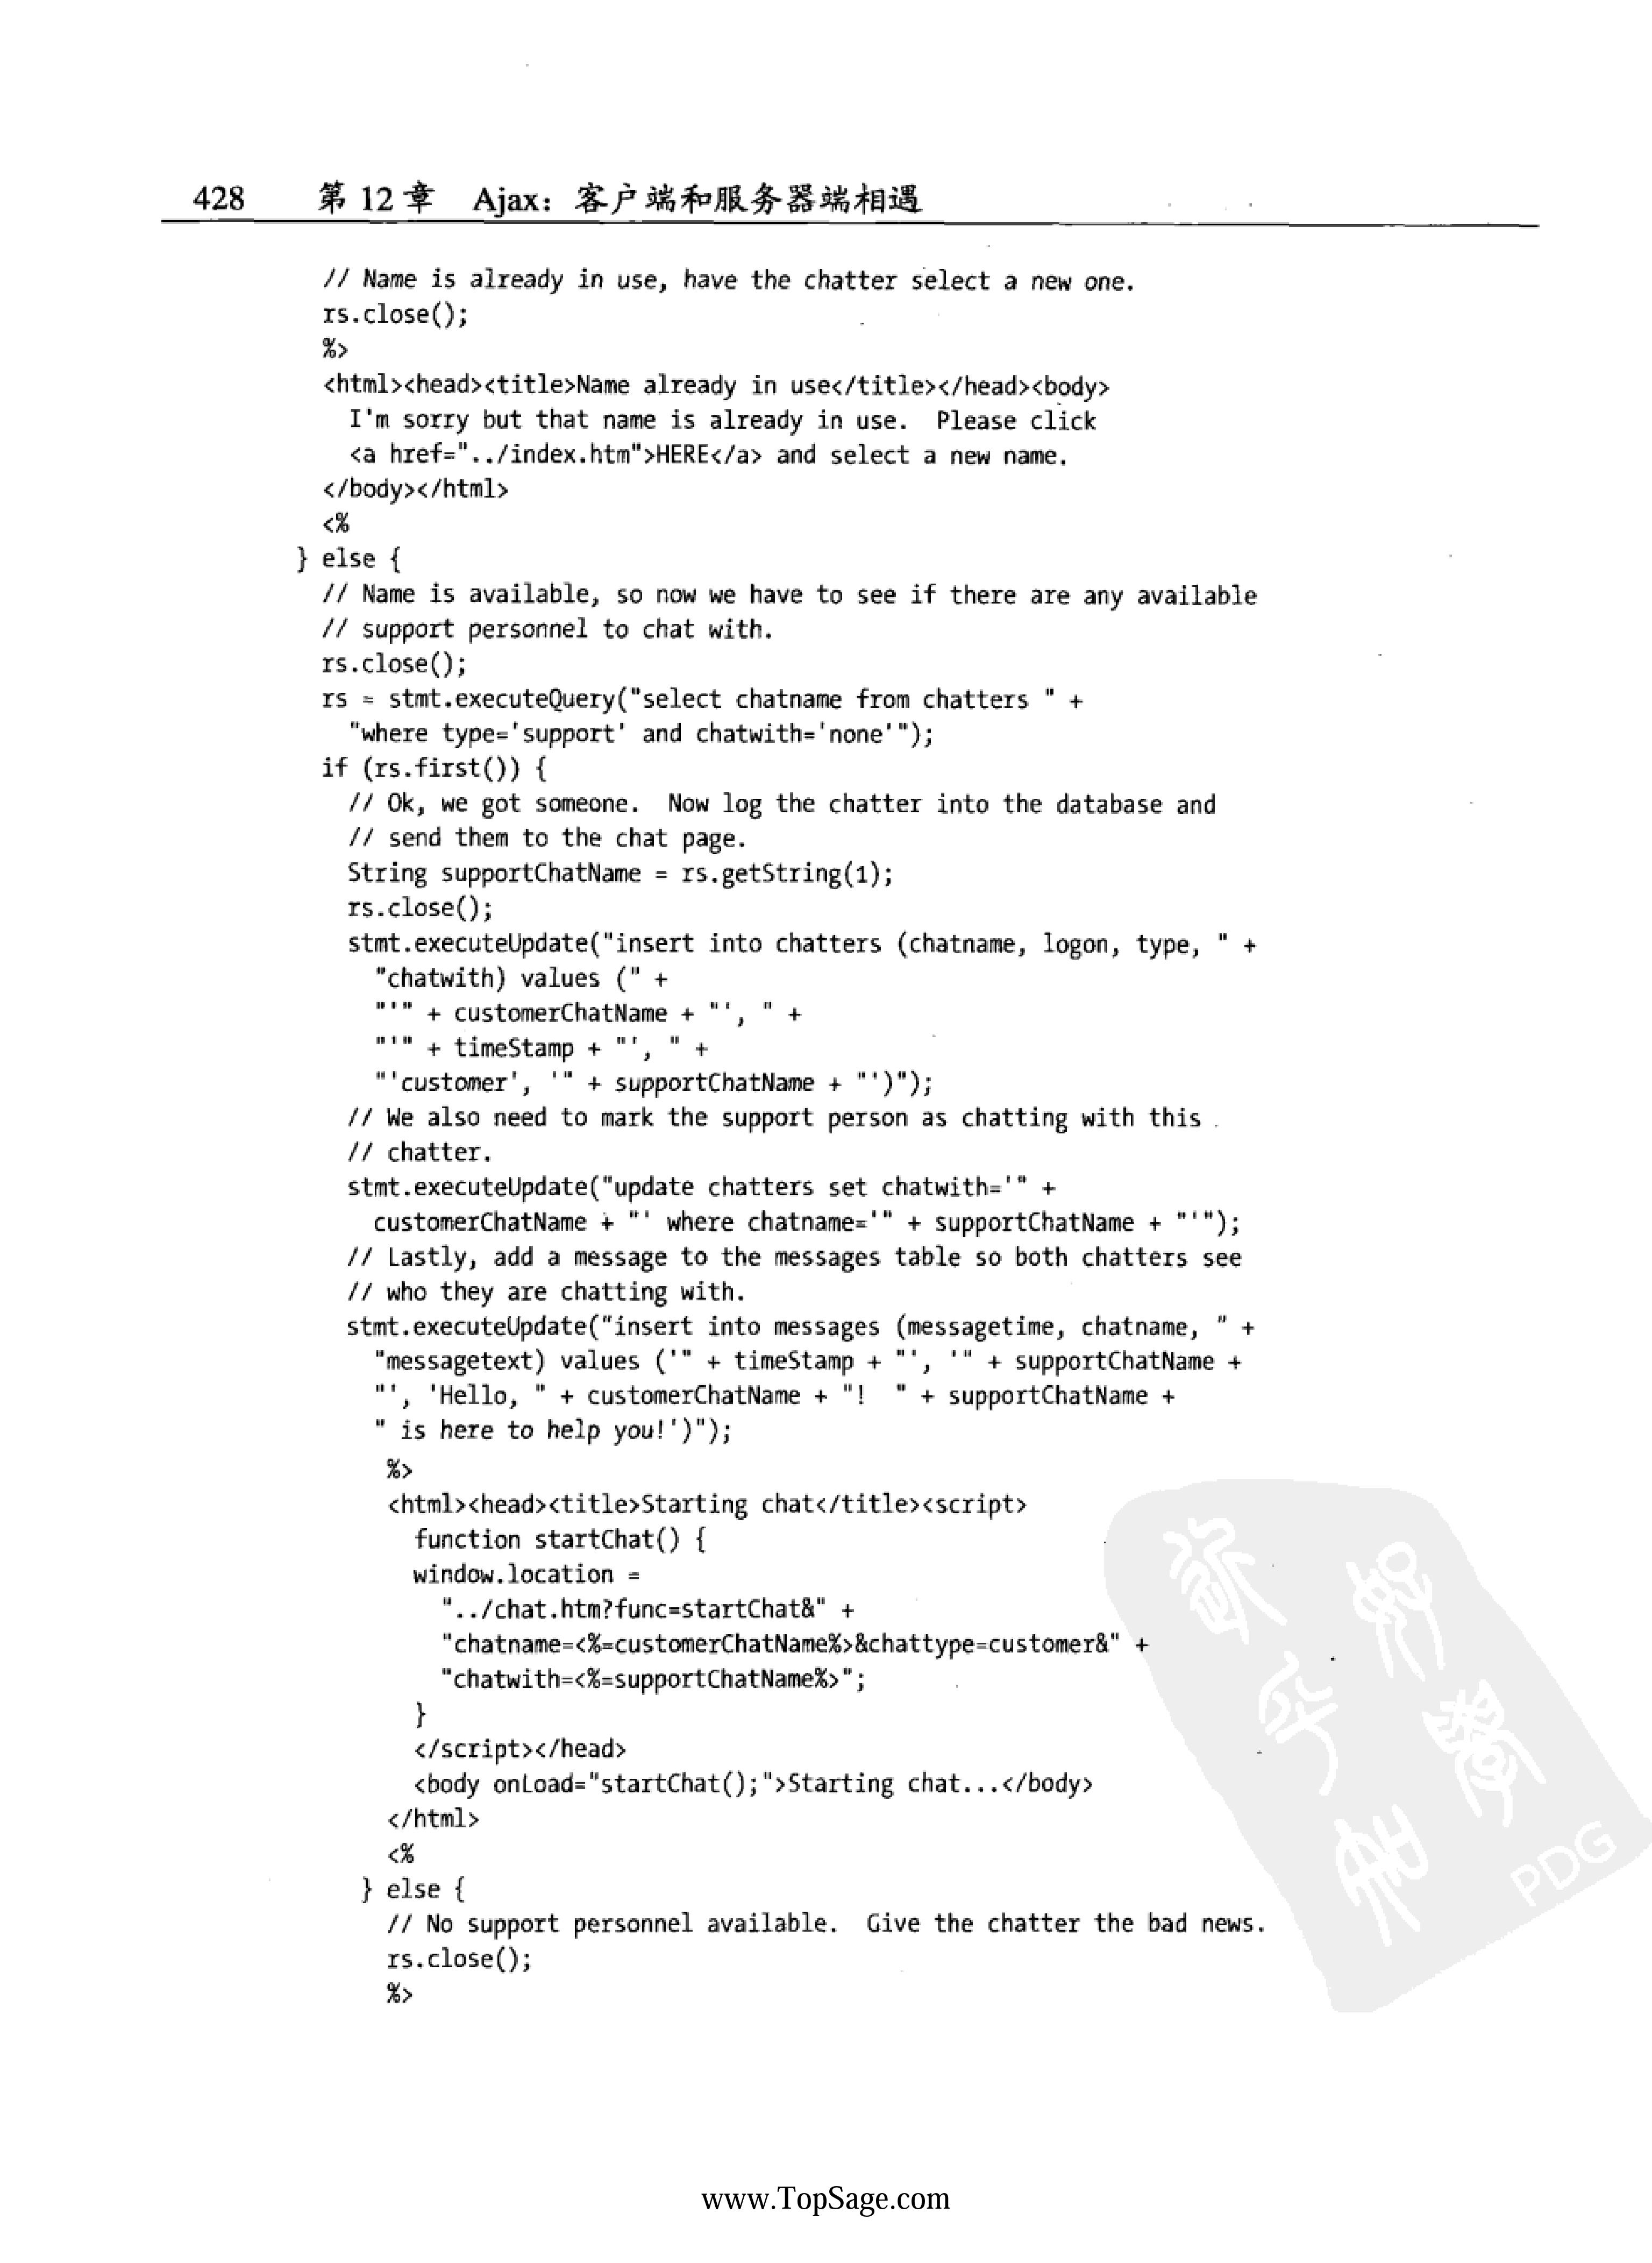 428 第 12 章 Ajax：客户端和服务器端相遇
// Name is already in use, have the chatter select a new one.
rs.close();
%>
<html><head><title>Name already in use</title></head><body>
  I'm sorry but that name is already in use.  Please click
  <a href="../index.htm">HERE</a> and select a new name.
</body></html>
<%
} else {
// Name is available, so now we have to see if there are any available
// support personnel to chat with.
rs.close();
rs = stmt.executeQuery("select chatname from chatters " +
  "where type='support' and chatwith='none'");
if (rs.first()) {
  // Ok, we got someone.  Now log the chatter into the database and
  // send them to the chat page.
  String supportChatName = rs.getString(1);
  rs.close();
  stmt.executeUpdate("insert into chatters (chatname, logon, type, " +
    "chatwith) values (" +
    "'" + customerChatName + "', " +
    "'" + timeStamp + "', " +
    "'customer', '" + supportChatName + "')");
  // We also need to mark the support person as chatting with this
  // chatter.
  stmt.executeUpdate("update chatters set chatwith='" +
    customerChatName + "' where chatname='" + supportChatName + "'");
  // Lastly, add a message to the messages table so both chatters see
  // who they are chatting with.
  stmt.executeUpdate("insert into messages (messagetime, chatname, " +
    "messagetext) values ('" + timeStamp + "', '" + supportChatName +
    "', 'Hello, " + customerChatName + "!  " + supportChatName +
    " is here to help you!')");
    %>
    <html><head><title>Starting chat</title><script>
      function startChat() {
      window.location =
        "../chat.htm?func=startChat&" +
        "chatname=<%=customerChatName%>&chattype=customer&" +
        "chatwith=<%=supportChatName%>";
      }
      </script></head>
      <body onLoad="startChat();">Starting chat...</body>
    </html>
    <%
  } else {
    // No support personnel available.  Give the chatter the bad news.
    rs.close();
    %>
PDG
www.TopSage.com